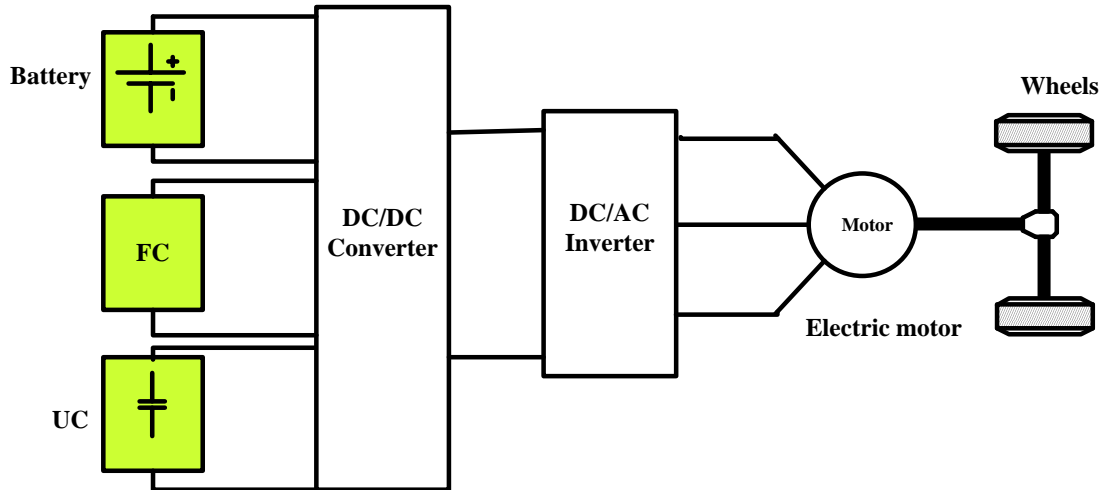 Battery
+
FC
UC
DC/DC
Converter
DC/AC
Inverter
Motor
Electric motor
Wheels